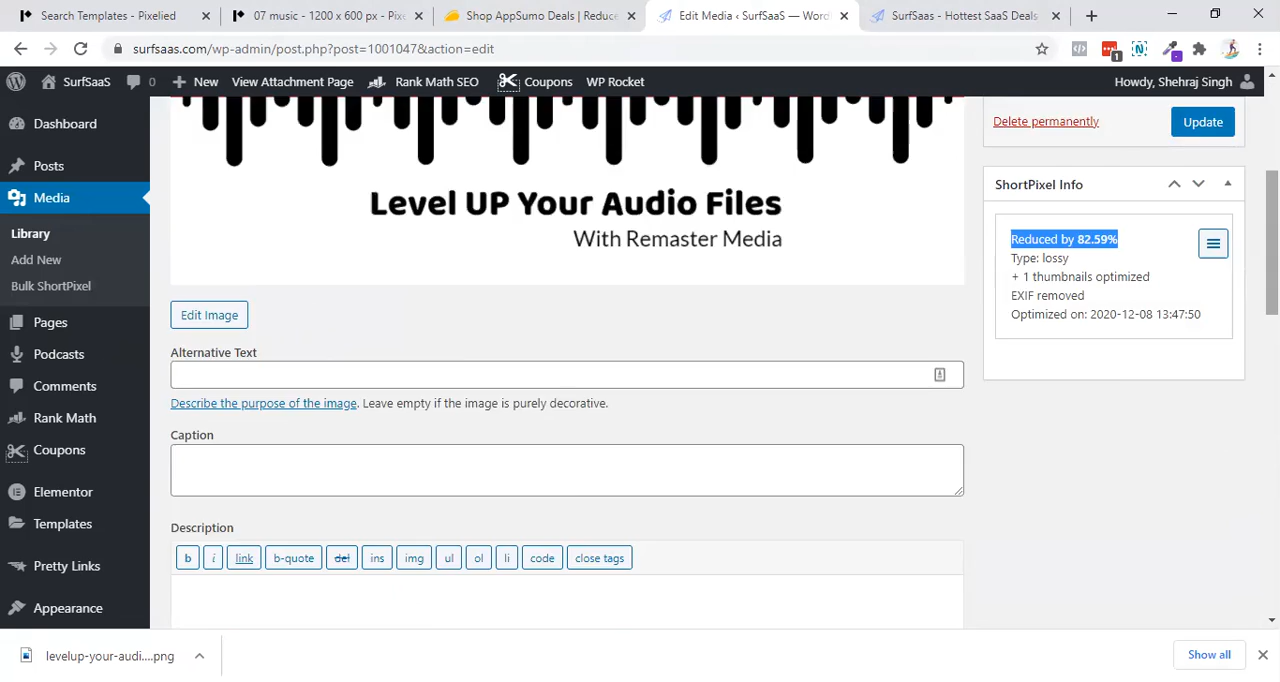 Search Templates - Pixelied
07 music - 1200 x 600 px - Pixe
Shop AppSumo Deals | Reduce
Edit Media ‹ SurfSaaS — Word
SurfSaas - Hottest SaaS Deals
surfsaas.com/wp-admin/post.php?post=1001047&action=edit
1
SurfSaaS
0
New
View Attachment Page
Rank Math SEO
Coupons
WP Rocket
Howdy, Shehraj Singh
Dashboard
Posts
Media
Library
Add New
Bulk ShortPixel
Pages
Podcasts
Comments
Rank Math
Coupons
Elementor
Templates
Pretty Links
Appearance
Level UP Your Audio Files
With Remaster Media
Edit Image
Alternative Text
Describe the purpose of the image. Leave empty if the image is purely decorative.
Caption
Description
b
i
link
b-quote
del
ins
img
ul
ol
li
code
close tags
Delete permanently
Update
ShortPixel Info
Reduced by 82.59%
Type: lossy
+ 1 thumbnails optimized
EXIF removed
Optimized on: 2020-12-08 13:47:50
levelup-your-audi....png
Show all